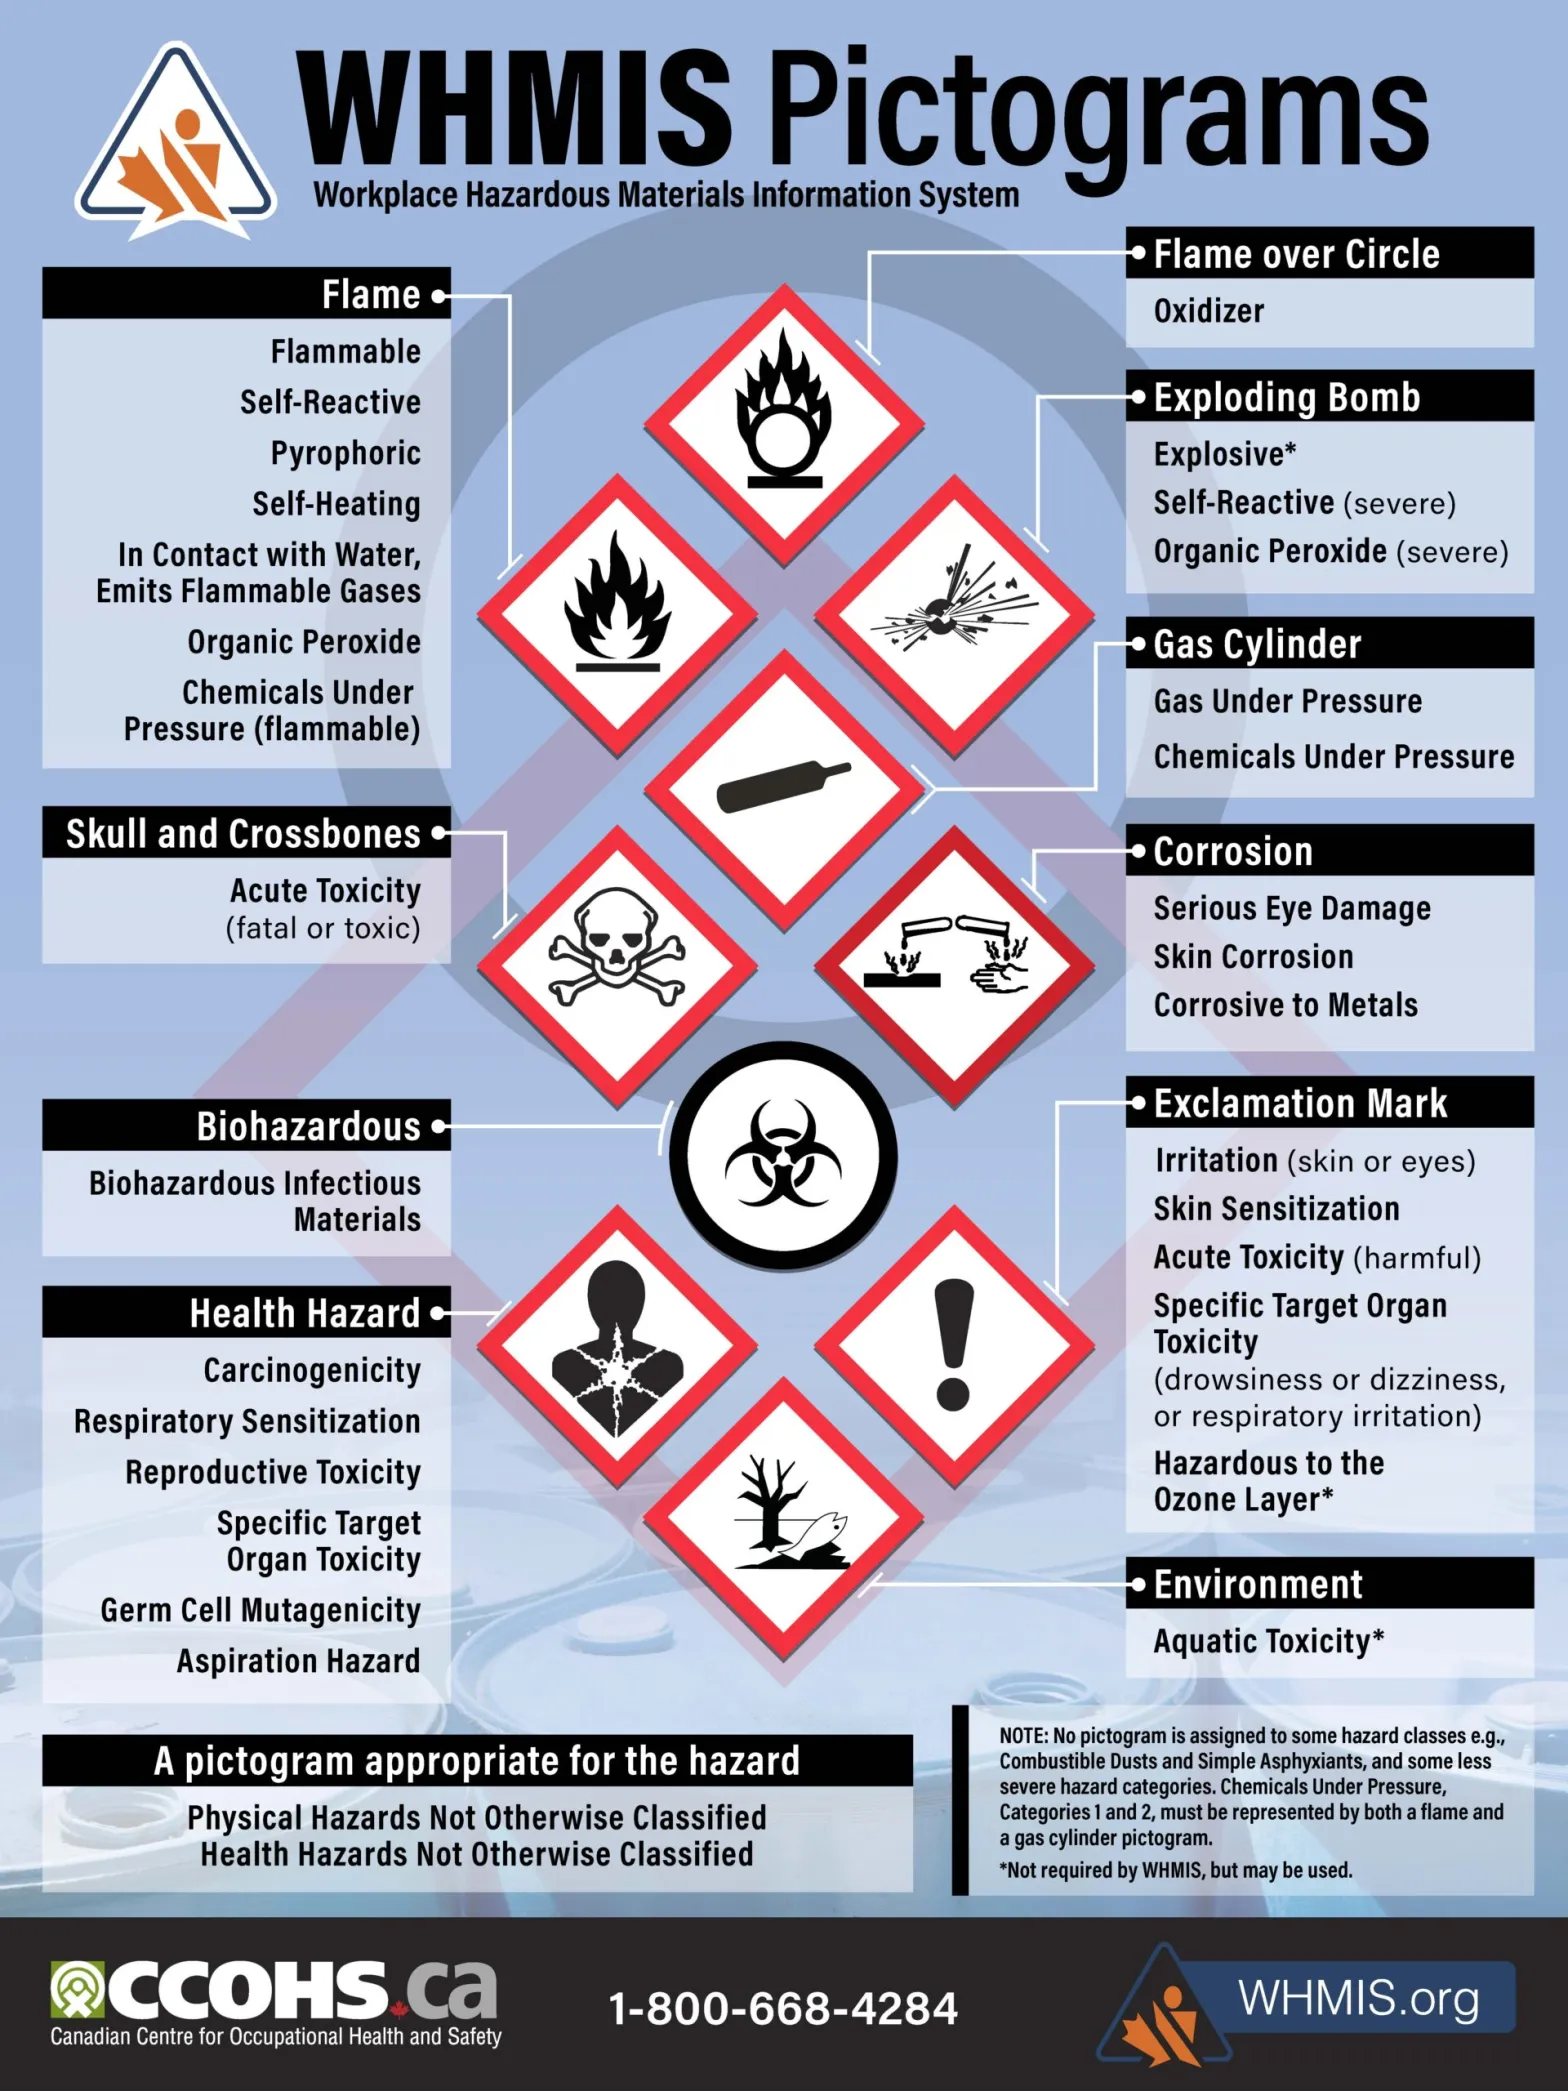 WHMIS Pictograms
Workplace Hazardous Materials Information System
Flame
Flammable
Self-Reactive
Pyrophoric
Self-Heating
In Contact with Water,
Emits Flammable Gases
Organic Peroxide
Chemicals Under
Pressure (flammable)
Skull and Crossbones
Acute Toxicity
(fatal or toxic)
Biohazardous
Biohazardous Infectious
Materials
Health Hazard
Carcinogenicity
Respiratory Sensitization
Reproductive Toxicity
Specific Target
Organ Toxicity
Germ Cell Mutagenicity
Aspiration Hazard
Flame over Circle
Oxidizer
Exploding Bomb
Explosive*
Self-Reactive (severe)
Organic Peroxide (severe)
Gas Cylinder
Gas Under Pressure
Chemicals Under Pressure
Corrosion
Serious Eye Damage
Skin Corrosion
Corrosive to Metals
Exclamation Mark
Irritation (skin or eyes)
Skin Sensitization
Acute Toxicity (harmful)
Specific Target Organ
Toxicity
(drowsiness or dizziness,
or respiratory irritation)
Hazardous to the
Ozone Layer*
Environment
Aquatic Toxicity*
A pictogram appropriate for the hazard
Physical Hazards Not Otherwise Classified
Health Hazards Not Otherwise Classified
NOTE: No pictogram is assigned to some hazard classes e.g.,
Combustible Dusts and Simple Asphyxiants, and some less
severe hazard categories. Chemicals Under Pressure,
Categories 1 and 2, must be represented by both a flame and
a gas cylinder pictogram.
*Not required by WHMIS, but may be used.
CCOHS.ca
Canadian Centre for Occupational Health and Safety
1-800-668-4284
WHMIS.org